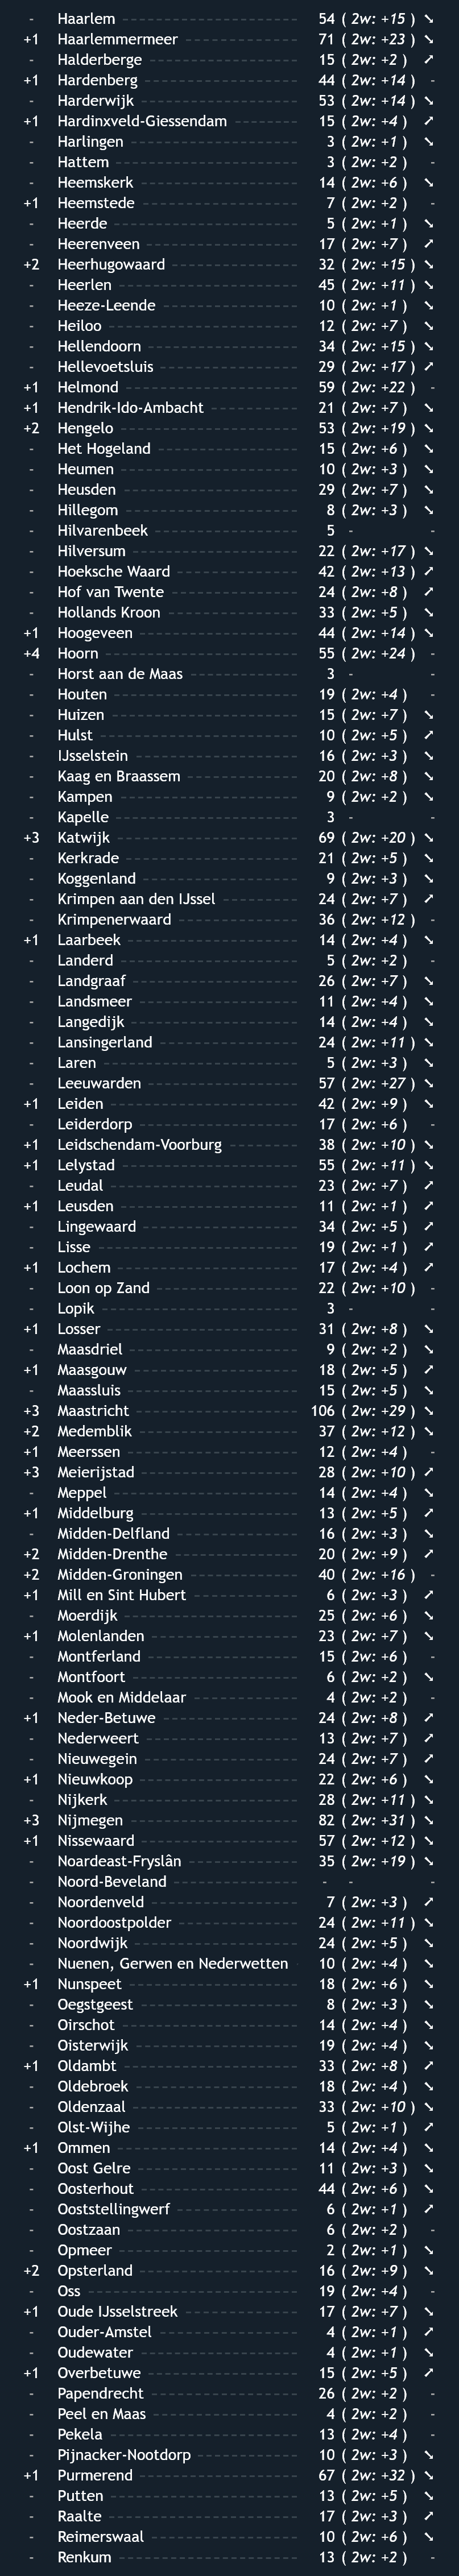 - Haarlem 54 ( 2w: +15 ) ↘
+1 Haarlemmermeer 71 ( 2w: +23 ) ↘
- Halderberge 15 ( 2w: +2 ) ↗
+1 Hardenberg 44 ( 2w: +14 ) -
- Harderwijk 53 ( 2w: +14 ) ↘
+1 Hardinxveld-Giessendam 15 ( 2w: +4 ) ↗
- Harlingen 3 ( 2w: +1 ) ↘
- Hattem 3 ( 2w: +2 ) -
- Heemskerk 14 ( 2w: +6 ) ↘
+1 Heemstede 7 ( 2w: +2 ) -
- Heerde 5 ( 2w: +1 ) ↘
- Heerenveen 17 ( 2w: +7 ) ↗
+2 Heerhugowaard 32 ( 2w: +15 ) ↘
- Heerlen 45 ( 2w: +11 ) ↘
- Heeze-Leende 10 ( 2w: +1 ) ↘
- Heiloo 12 ( 2w: +7 ) ↘
- Hellendoorn 34 ( 2w: +15 ) ↘
- Hellevoetsluis 29 ( 2w: +17 ) ↗
+1 Helmond 59 ( 2w: +22 ) -
+1 Hendrik-Ido-Ambacht 21 ( 2w: +7 ) ↘
+2 Hengelo 53 ( 2w: +19 ) ↘
- Het Hogeland 15 ( 2w: +6 ) ↘
- Heumen 10 ( 2w: +3 ) ↘
- Heusden 29 ( 2w: +7 ) ↘
- Hillegom 8 ( 2w: +3 ) ↘
- Hilvarenbeek 5 - -
- Hilversum 22 ( 2w: +17 ) ↘
- Hoeksche Waard 42 ( 2w: +13 ) ↗
- Hof van Twente 24 ( 2w: +8 ) ↗
- Hollands Kroon 33 ( 2w: +5 ) ↘
+1 Hoogeveen 44 ( 2w: +14 ) ↘
+4 Hoorn 55 ( 2w: +24 ) -
- Horst aan de Maas 3 - -
- Houten 19 ( 2w: +4 ) -
- Huizen 15 ( 2w: +7 ) ↘
- Hulst 10 ( 2w: +5 ) ↗
- IJsselstein 16 ( 2w: +3 ) ↘
- Kaag en Braassem 20 ( 2w: +8 ) ↘
- Kampen 9 ( 2w: +2 ) ↘
- Kapelle 3 - -
+3 Katwijk 69 ( 2w: +20 ) ↘
- Kerkrade 21 ( 2w: +5 ) ↘
- Koggenland 9 ( 2w: +3 ) ↘
- Krimpen aan den IJssel 24 ( 2w: +7 ) ↗
- Krimpenerwaard 36 ( 2w: +12 ) -
+1 Laarbeek 14 ( 2w: +4 ) ↘
- Landerd 5 ( 2w: +2 ) -
- Landgraaf 26 ( 2w: +7 ) ↘
- Landsmeer 11 ( 2w: +4 ) ↘
- Langedijk 14 ( 2w: +4 ) ↘
- Lansingerland 24 ( 2w: +11 ) ↘
- Laren 5 ( 2w: +3 ) ↘
- Leeuwarden 57 ( 2w: +27 ) ↘
+1 Leiden 42 ( 2w: +9 ) ↘
- Leiderdorp 17 ( 2w: +6 ) -
+1 Leidschendam-Voorburg 38 ( 2w: +10 ) ↘
+1 Lelystad 55 ( 2w: +11 ) ↘
- Leudal 23 ( 2w: +7 ) ↗
+1 Leusden 11 ( 2w: +1 ) ↗
- Lingewaard 34 ( 2w: +5 ) ↗
- Lisse 19 ( 2w: +1 ) ↗
+1 Lochem 17 ( 2w: +4 ) ↗
- Loon op Zand 22 ( 2w: +10 ) -
- Lopik 3 - -
+1 Losser 31 ( 2w: +8 ) ↘
- Maasdriel 9 ( 2w: +2 ) ↘
+1 Maasgouw 18 ( 2w: +5 ) ↗
- Maassluis 15 ( 2w: +5 ) ↘
+3 Maastricht 106 ( 2w: +29 ) ↘
+2 Medemblik 37 ( 2w: +12 ) ↘
+1 Meerssen 12 ( 2w: +4 ) -
+3 Meierijstad 28 ( 2w: +10 ) ↗
- Meppel 14 ( 2w: +4 ) ↘
+1 Middelburg 13 ( 2w: +5 ) ↗
- Midden-Delfland 16 ( 2w: +3 ) ↘
+2 Midden-Drenthe 20 ( 2w: +9 ) ↗
+2 Midden-Groningen 40 ( 2w: +16 ) -
+1 Mill en Sint Hubert 6 ( 2w: +3 ) ↗
- Moerdijk 25 ( 2w: +6 ) ↘
+1 Molenlanden 23 ( 2w: +7 ) ↘
- Montferland 15 ( 2w: +6 ) -
- Montfoort 6 ( 2w: +2 ) ↘
- Mook en Middelaar 4 ( 2w: +2 ) -
+1 Neder-Betuwe 24 ( 2w: +8 ) ↗
- Nederweert 13 ( 2w: +7 ) ↗
- Nieuwegein 24 ( 2w: +7 ) ↗
+1 Nieuwkoop 22 ( 2w: +6 ) ↘
- Nijkerk 28 ( 2w: +11 ) ↘
+3 Nijmegen 82 ( 2w: +31 ) ↘
+1 Nissewaard 57 ( 2w: +12 ) ↘
- Noardeast-Fryslân 35 ( 2w: +19 ) ↘
- Noord-Beveland - - -
- Noordenveld 7 ( 2w: +3 ) ↗
- Noordoostpolder 24 ( 2w: +11 ) ↘
- Noordwijk 24 ( 2w: +5 ) ↘
- Nuenen, Gerwen en Nederwetten 10 ( 2w: +4 ) ↘
+1 Nunspeet 18 ( 2w: +6 ) ↘
- Oegstgeest 8 ( 2w: +3 ) ↘
- Oirschot 14 ( 2w: +4 ) ↘
- Oisterwijk 19 ( 2w: +4 ) ↘
+1 Oldambt 33 ( 2w: +8 ) ↗
- Oldebroek 18 ( 2w: +4 ) ↘
- Oldenzaal 33 ( 2w: +10 ) ↘
- Olst-Wijhe 5 ( 2w: +1 ) ↗
+1 Ommen 14 ( 2w: +4 ) ↘
- Oost Gelre 11 ( 2w: +3 ) ↘
- Oosterhout 44 ( 2w: +6 ) ↘
- Ooststellingwerf 6 ( 2w: +1 ) ↗
- Oostzaan 6 ( 2w: +2 ) -
- Opmeer 2 ( 2w: +1 ) ↘
+2 Opsterland 16 ( 2w: +9 ) ↘
- Oss 19 ( 2w: +4 ) -
+1 Oude IJsselstreek 17 ( 2w: +7 ) ↘
- Ouder-Amstel 4 ( 2w: +1 ) ↗
- Oudewater 4 ( 2w: +1 ) ↘
+1 Overbetuwe 15 ( 2w: +5 ) ↗
- Papendrecht 26 ( 2w: +2 ) -
- Peel en Maas 4 ( 2w: +2 ) -
- Pekela 13 ( 2w: +4 ) -
- Pijnacker-Nootdorp 10 ( 2w: +3 ) ↘
+1 Purmerend 67 ( 2w: +32 ) ↘
- Putten 13 ( 2w: +5 ) ↘
- Raalte 17 ( 2w: +3 ) ↗
- Reimerswaal 10 ( 2w: +6 ) ↘
- Renkum 13 ( 2w: +2 ) -